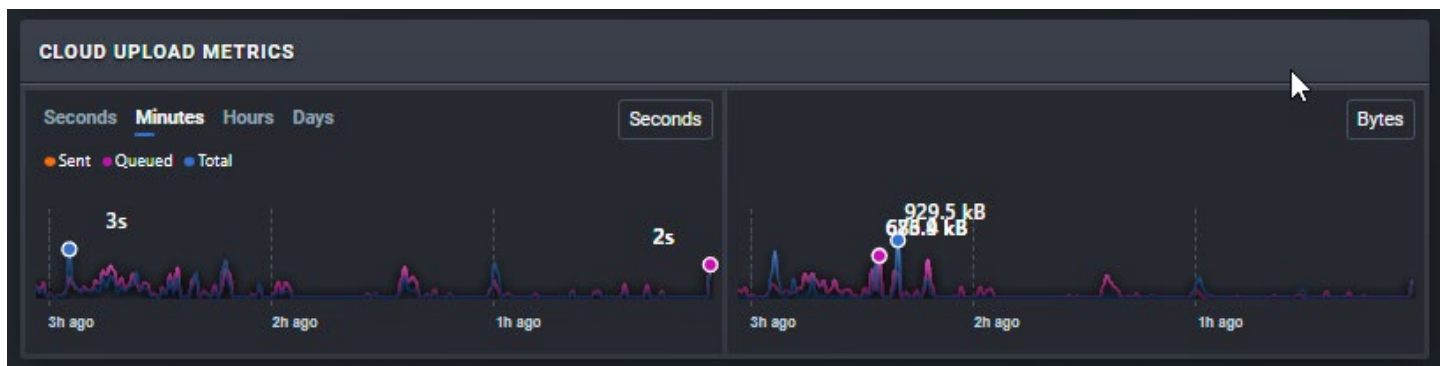 CLOUD UPLOAD METRICS
Seconds Minutes Hours Days
Seconds
Sent Queued Total
3s
2s
3h ago
2h ago
1h ago
Bytes
929.5 kB
kB
3h ago
2h ago
1h ago